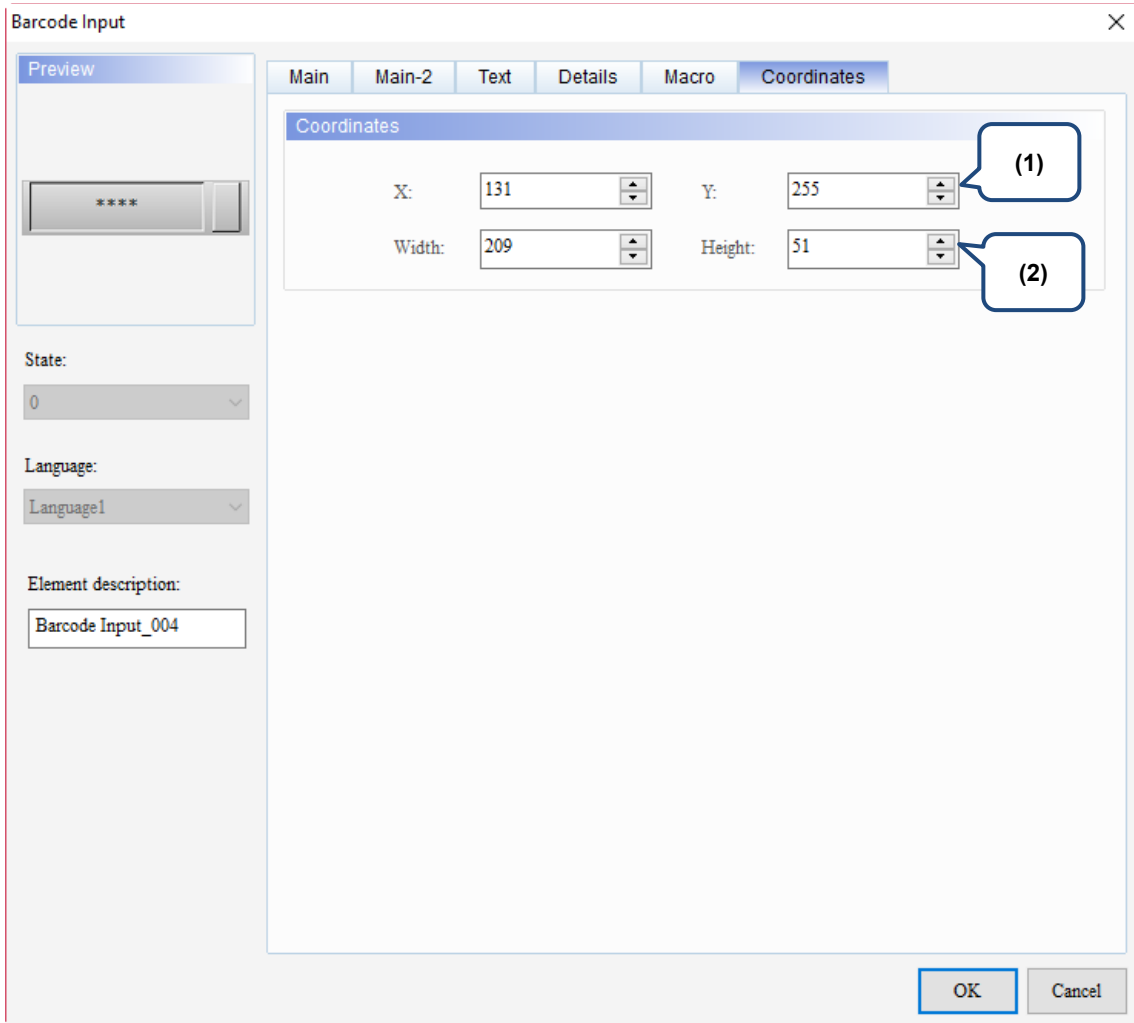 Barcode Input
Preview
Main Main-2 Text Details Macro Coordinates
Coordinates
(1)
X: 131 Y: 255
****
Width: 209 Height: 51
(2)
State:
0
Language:
Language1
Element description:
Barcode Input_004
OK Cancel